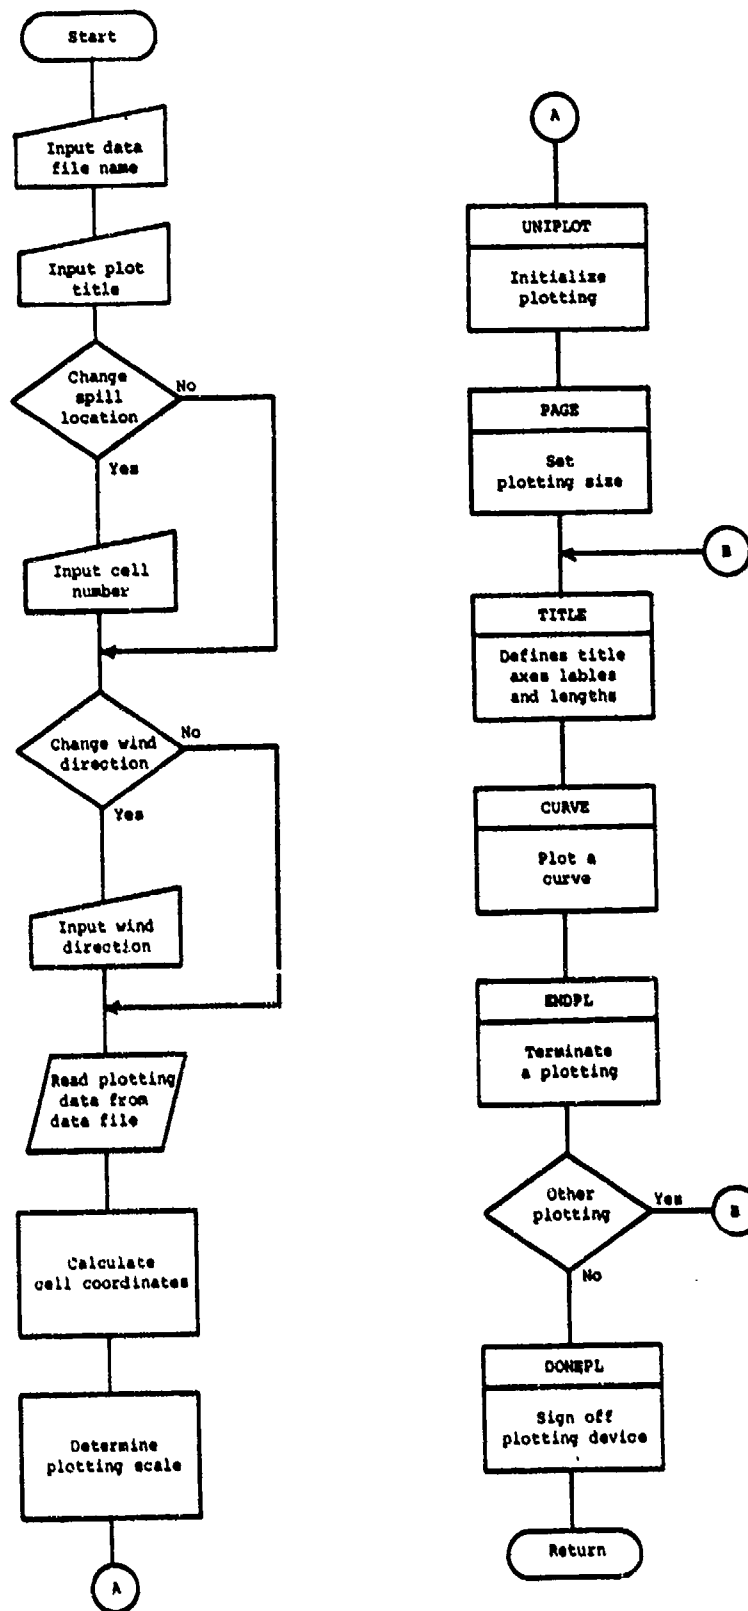 Start
Input data
file name
Input plot
title
Change
spill
location
No
Yes
Input cell
number
Change wind
direction
No
Yes
Input wind
direction
Read plotting
data from
data file
Calculate
cell coordinates
Determine
plotting scale
A
A
UNIPLOT
Initialize
plotting
PAGE
Set
plotting size
B
TITLE
Defines title
axes lables
and lengths
CURVE
Plot a
curve
ENDPL
Terminate
a plotting
Other
plotting
Yes
B
No
DONEPL
Sign off
plotting device
Return